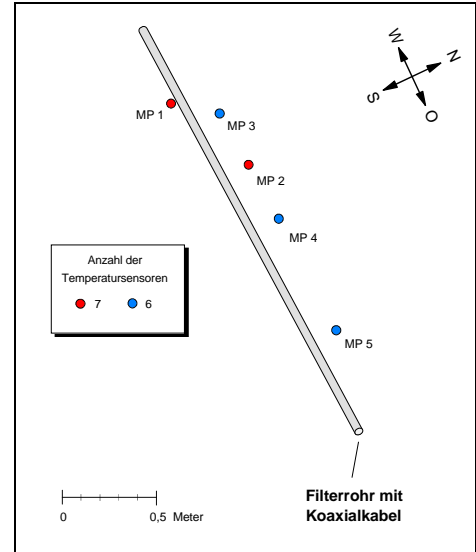 W
N
S
O
MP 1
MP 3
MP 2
MP 4
Anzahl der
Temperatursensoren
7 6
MP 5
Filterrohr mit
Koaxialkabel
0 0,5 Meter